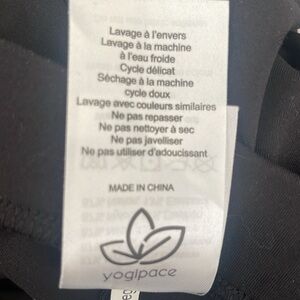 Lavage à l'envers
Lavage à la machine
à l'eau froide
Cycle délicat
Séchage à la machine
cycle doux
Lavage avec couleurs similaires
Ne pas repasser
Ne pas nettoyer à sec
Ne pas javelliser
Ne pas utiliser d'adoucissant
MADE IN CHINA
yogipace